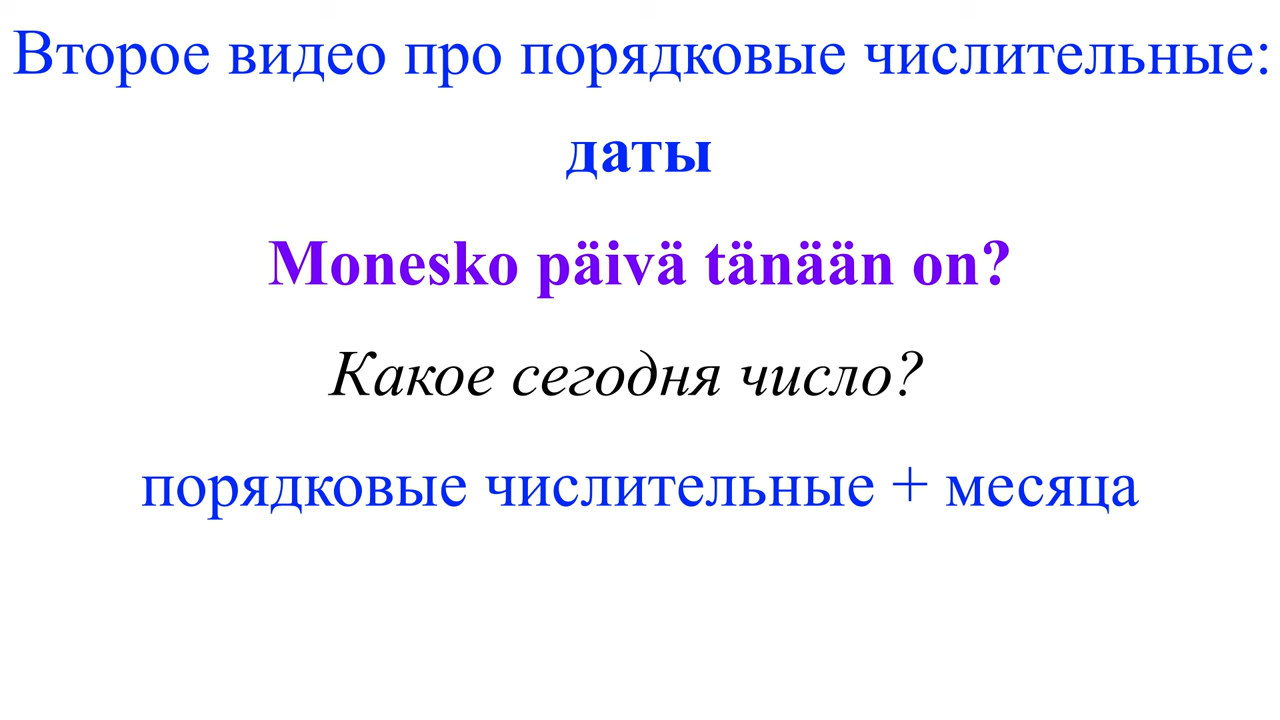 Второе видео про порядковые числительные:
даты
Monesko päivä tänään on?
Какое сегодня число?
порядковые числительные + месяца